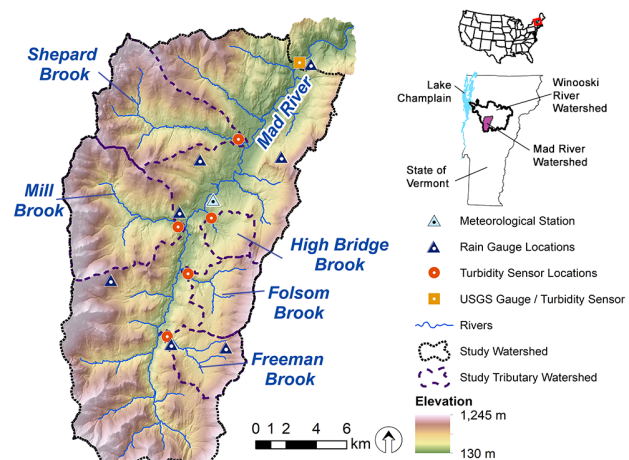 Shepard
Brook
Mad River
Mill
Brook
High Bridge
Brook
Folsom
Brook
Freeman
Brook
0 1 2 4 6
km
Lake
Champlain
Winooski
River
Watershed
Mad River
Watershed
State of
Vermont
Meteorological Station
Rain Gauge Locations
Turbidity Sensor Locations
USGS Gauge / Turbidity Sensor
Rivers
Study Watershed
Study Tributary Watershed
Elevation
1,245 m
130 m